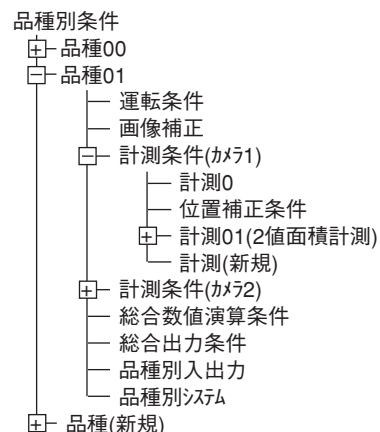 品種別条件
品種00
品種01
運転条件
画像補正
計測条件(ｶﾒﾗ1)
計測0
位置補正条件
計測01(2値面積計測)
計測(新規)
計測条件(ｶﾒﾗ2)
総合数値演算条件
総合出力条件
品種別入出力
品種別ｼｽﾃﾑ
品種(新規)